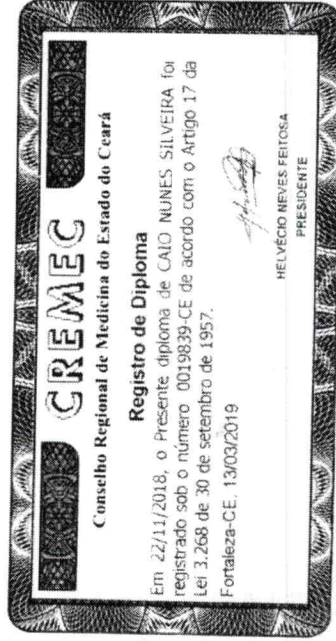 CREMEC
Conselho Regional de Medicina do Estado do Ceará
Registro de Diploma
Em 22/11/2018, o Presente diploma de CAIO NUNES SILVEIRA foi
registrado sob o número 0019839-CE de acordo com o Artigo 17 da
Lei 3.268 de 30 de setembro de 1957.
Fortaleza-CE, 13/03/2019
HELVÉCIO NEVES FEITOSA
PRESIDENTE